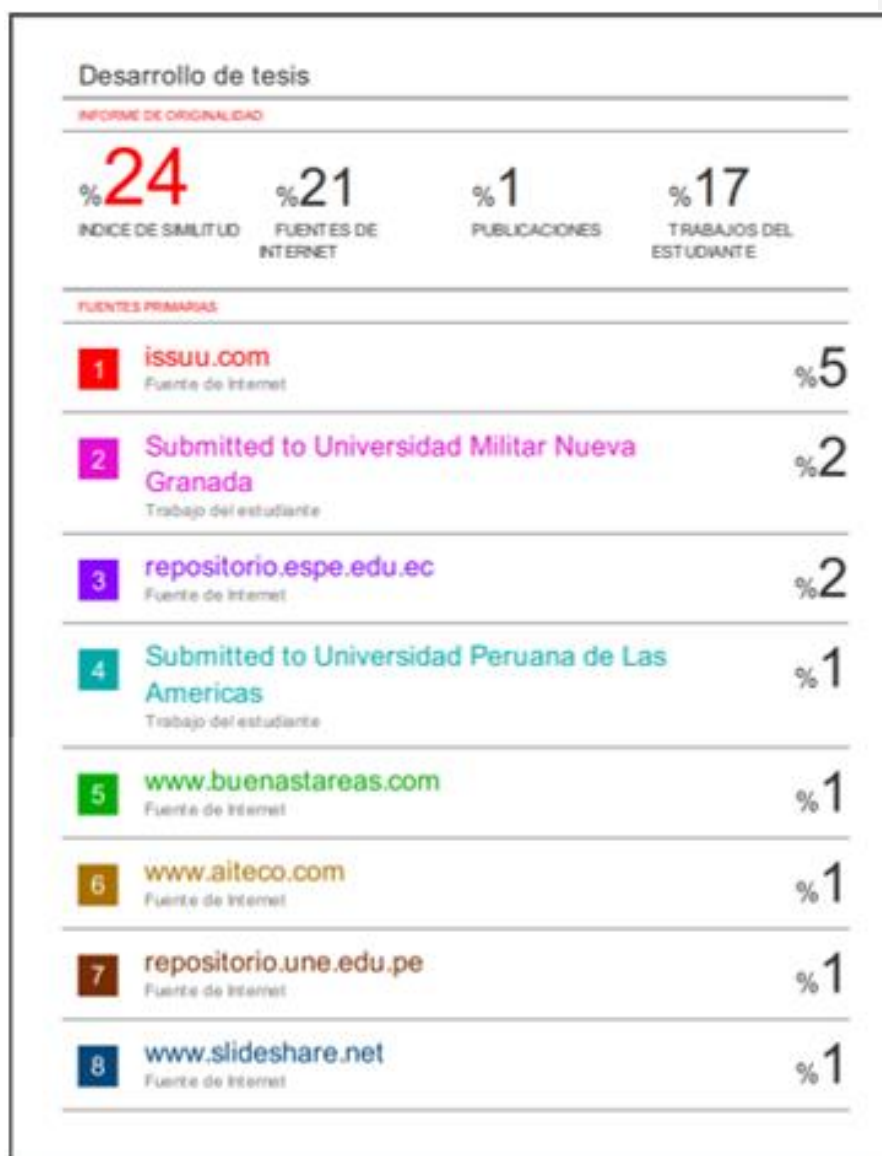 Desarrollo de tesis
INFORME DE ORIGINALIDAD
%24
INDICE DE SIMILITUD
%21
FUENTES DE
INTERNET
%1
PUBLICACIONES
%17
TRABAJOS DEL
ESTUDIANTE
FUENTES PRIMARIAS
1
issuu.com
Fuente de Internet
%5
2
Submitted to Universidad Militar Nueva
Granada
Trabajo del estudiante
%2
3
repositorio.espe.edu.ec
Fuente de Internet
%2
4
Submitted to Universidad Peruana de Las
Americas
Trabajo del estudiante
%1
5
www.buenastareas.com
Fuente de Internet
%1
6
www.aiteco.com
Fuente de Internet
%1
7
repositorio.une.edu.pe
Fuente de Internet
%1
8
www.slideshare.net
Fuente de Internet
%1